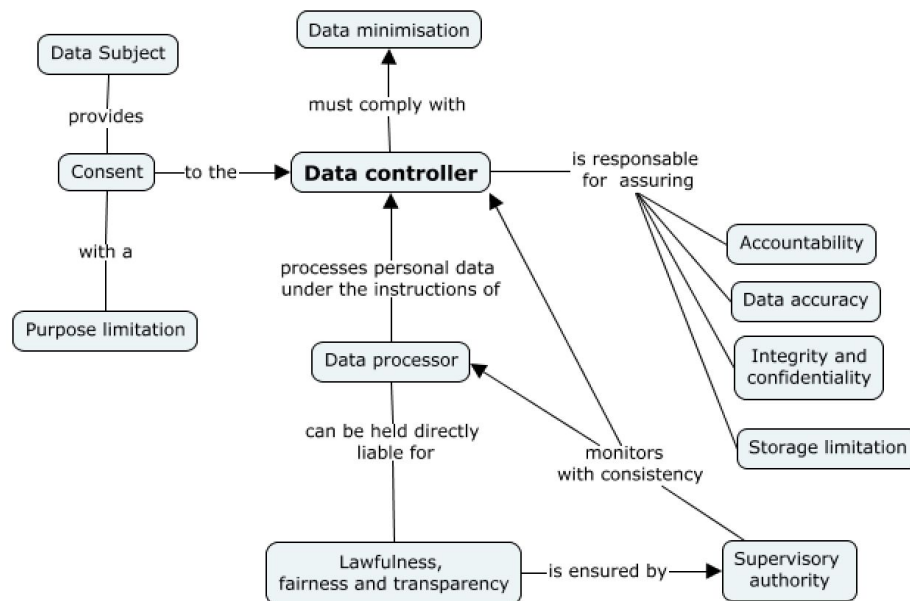 Data minimisation
Data Subject
must comply with
provides
Consent
to the
Data controller
is responsable
for assuring
with a
Accountability
processes personal data
under the instructions of
Data accuracy
Purpose limitation
Integrity and
confidentiality
Data processor
can be held directly
liable for
Storage limitation
monitors
with consistency
Lawfulness,
fairness and transparency
is ensured by
Supervisory
authority